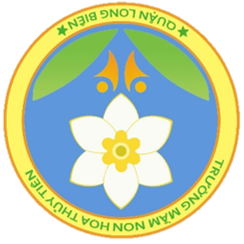 QUẬN LONG BIÊN
TRƯỜNG MẦM NON HOA THỦY TIÊN